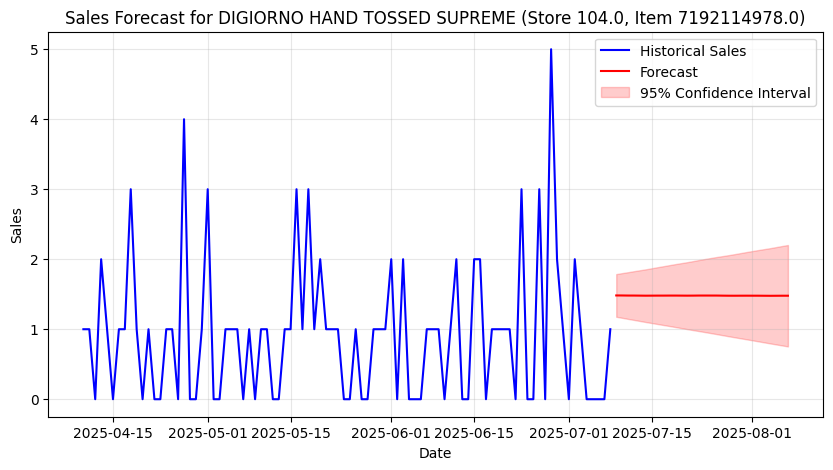 Sales Forecast for DIGIORNO HAND TOSSED SUPREME (Store 104.0, Item 7192114978.0)
Historical Sales
Forecast
95% Confidence Interval
5
4
3
2
1
0
Sales
2025-04-15
2025-05-01
2025-05-15
2025-06-01
2025-06-15
2025-07-01
2025-07-15
2025-08-01
Date